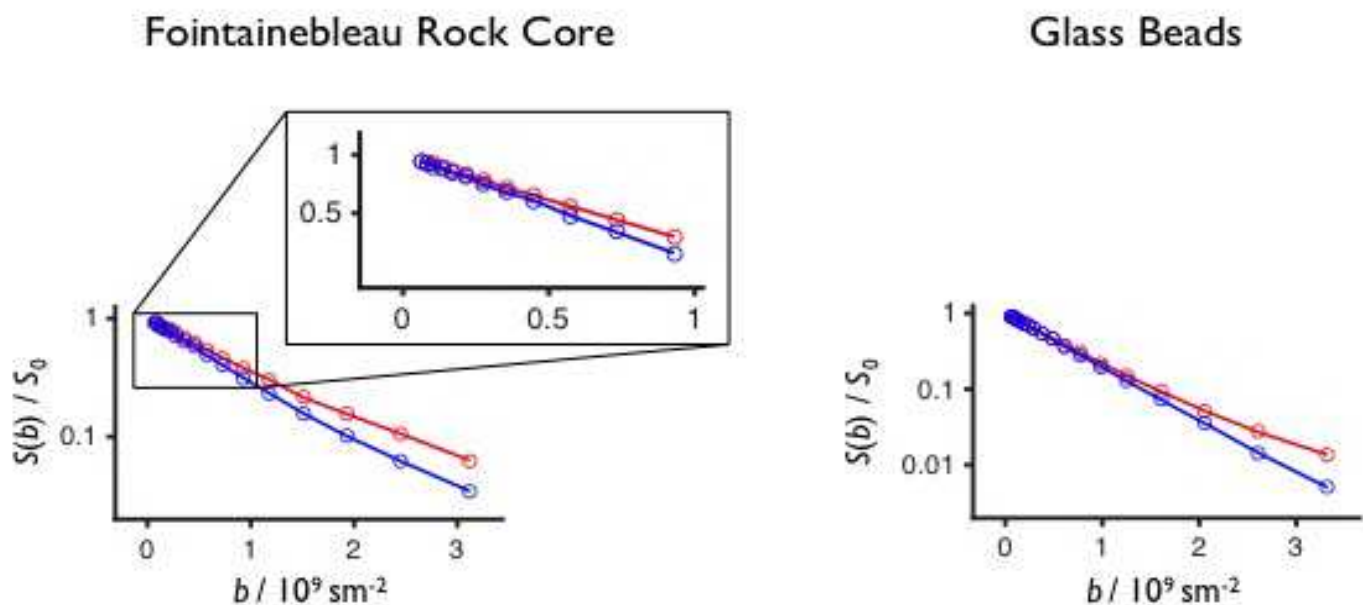 Fointainebleau Rock Core
Glass Beads
1
0.5
0
0.5
1
1
0.1
S(b) / S0
0 1 2 3
b / 10⁹ sm⁻²
1
0.1
0.01
S(b) / S0
0 1 2 3
b / 10⁹ sm⁻²